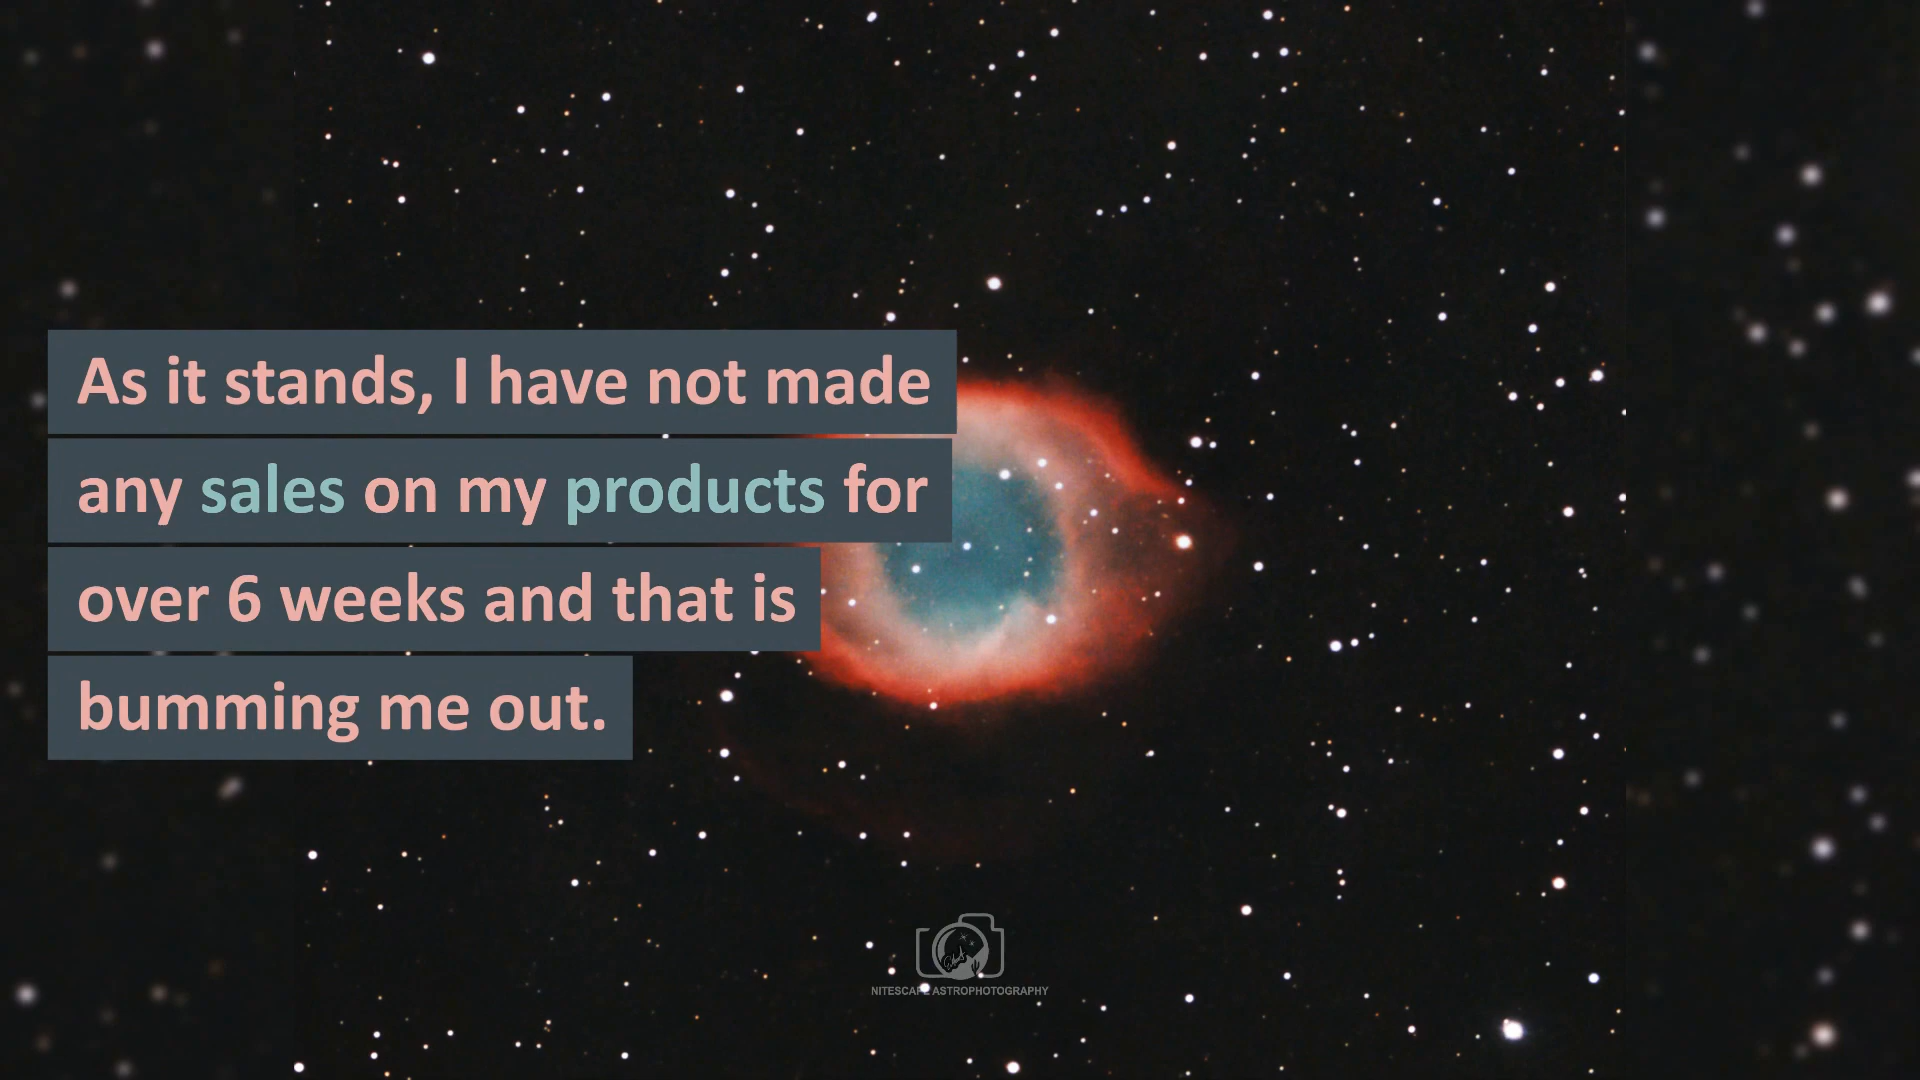 As it stands, I have not made
any sales on my products for
over 6 weeks and that is
bumming me out.
NITESCAPE ASTROPHOTOGRAPHY